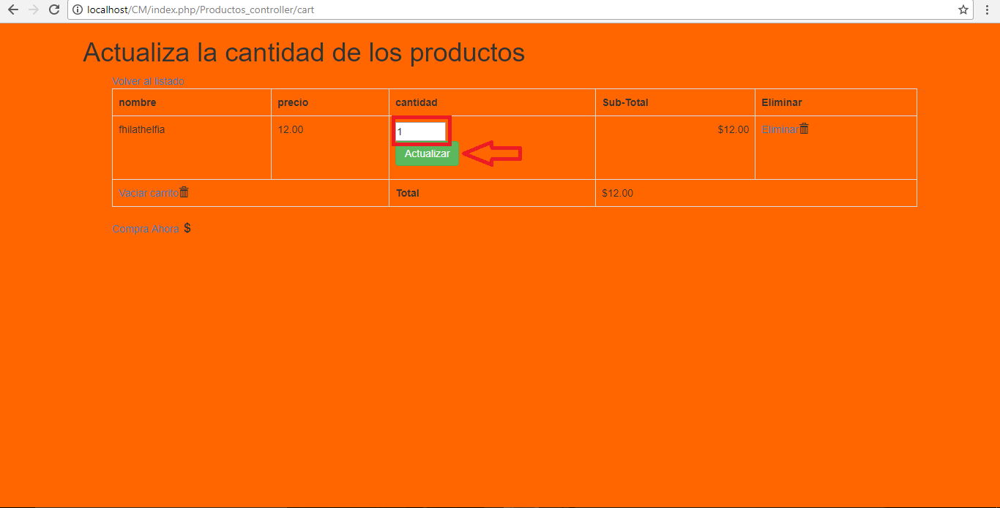 localhost/CM/index.php/Productos_controller/cart
Actualiza la cantidad de los productos
Volver al listado
nombre precio cantidad Sub-Total Eliminar
fhilathelfia 12.00 1 $12.00 Eliminar
Actualizar
Vaciar carrito Total $12.00
Compra Ahora $